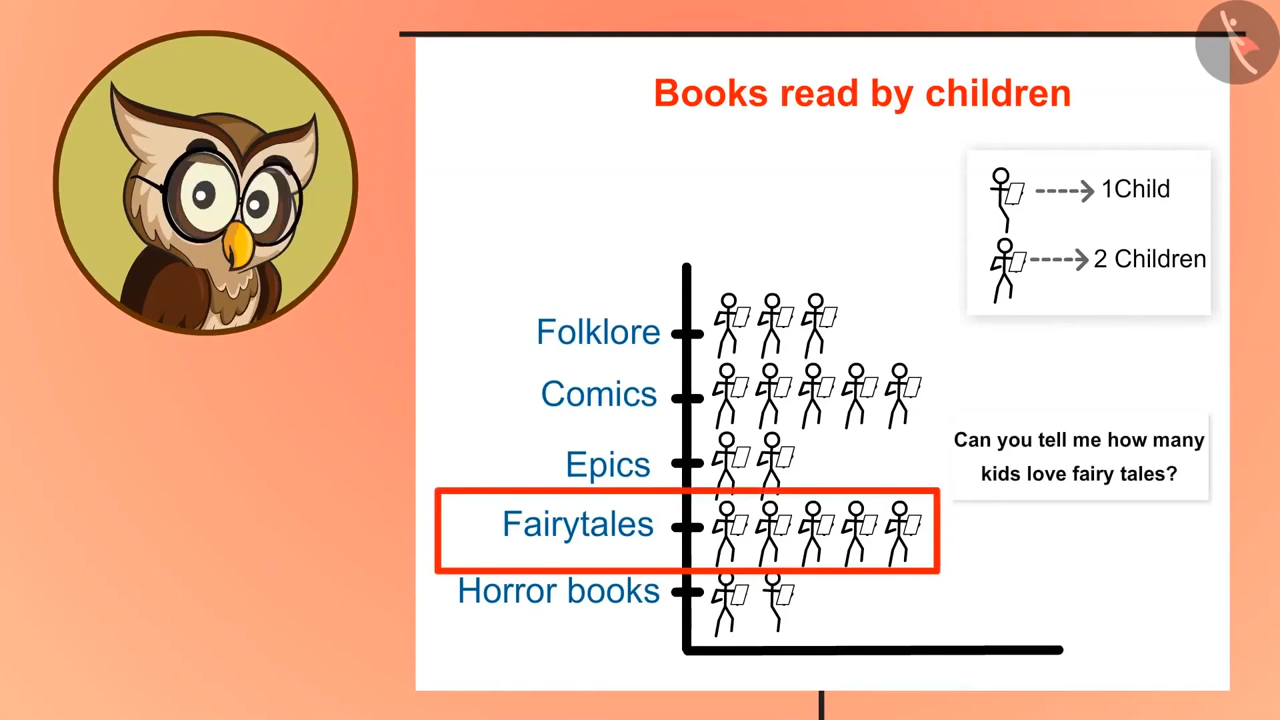 Books read by children
1Child
2 Children
Folklore
Comics
Epics
Fairytales
Horror books
Can you tell me how many
kids love fairy tales?